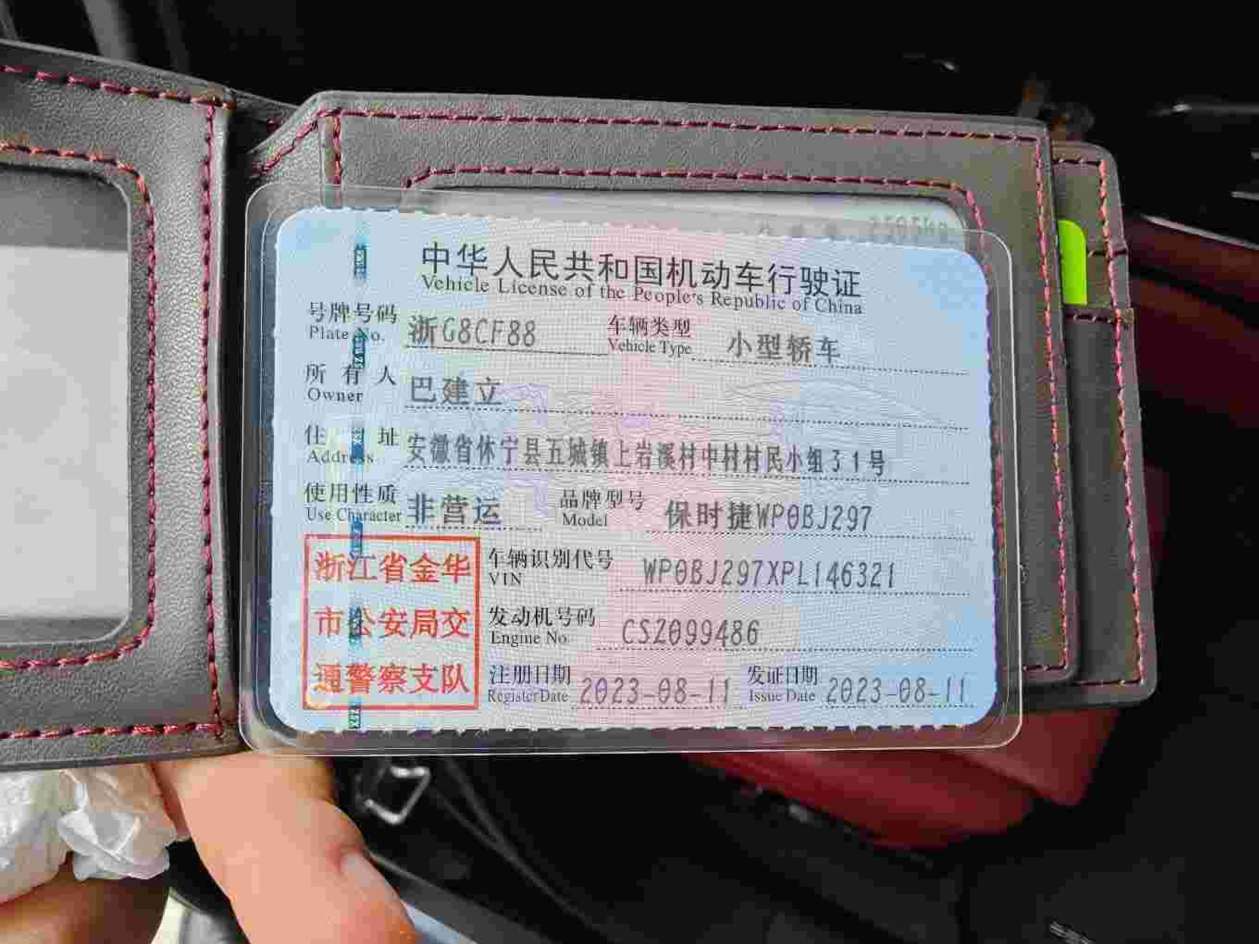 25050
中华人民共和国机动车行驶证
Vehicle License of the People's Republic of China
号牌号码 浙G8CF88 车辆类型 小型轿车
Plate No. Vehicle Type
所有人 巴建立
Owner
住址 安徽省休宁县五城镇上岩溪村中村村民小组31号
Address
使用性质 非营运 品牌型号 保时捷WP0BJ297
Use Character Model
浙江省金华
市公安局交
通警察支队
车辆识别代号 WP0BJ297XPL146321
VIN
发动机号码 CS2099486
Engine No.
注册日期 2023-08-11 发证日期 2023-08-11
Register Date Issue Date